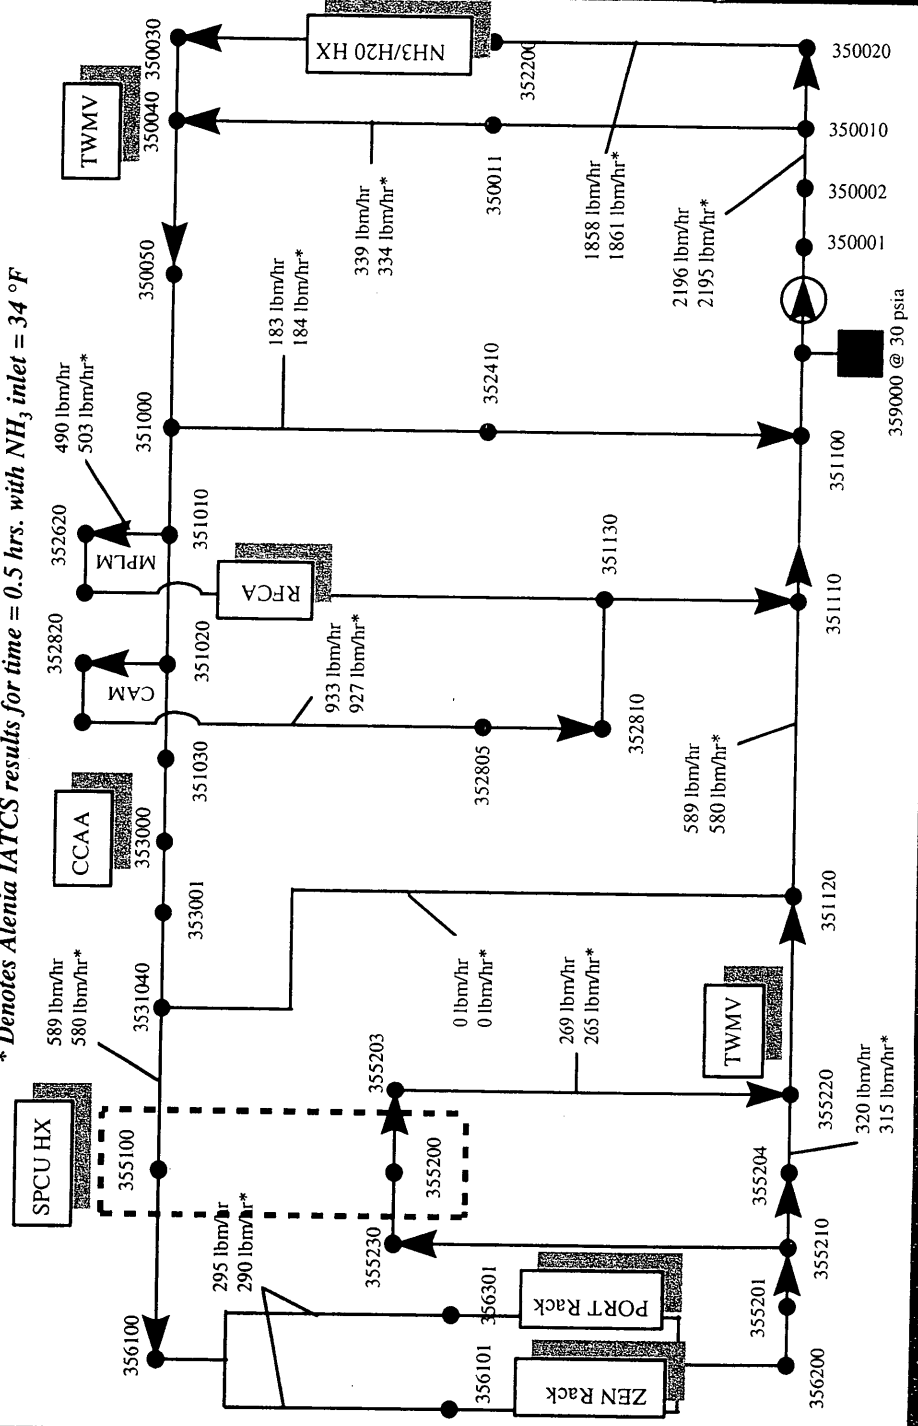 * Denotes Alenia IATCS results for time = 0.5 hrs. with NH3 inlet = 34 °F
SPCU HX
589 lbm/hr
580 lbm/hr*
CCAA
352820
352620
490 lbm/hr
503 lbm/hr*
TWMV
356100
355100
3531040
353001
353000
351030
CAM
351020
MPLM
351010
351000
350050
350040
350030
295 lbm/hr
290 lbm/hr*
RFCA
183 lbm/hr
184 lbm/hr*
339 lbm/hr
334 lbm/hr*
NH3/H20 HX
355230
355200
355203
933 lbm/hr
927 lbm/hr*
356101
356301
352805
352410
350011
352200
ZEN Rack
PORT Rack
269 lbm/hr
265 lbm/hr*
0 lbm/hr
0 lbm/hr*
352810
351130
1858 lbm/hr
1861 lbm/hr*
TWMV
589 lbm/hr
580 lbm/hr*
2196 lbm/hr
2195 lbm/hr*
356200
355201
355210
355204
355220
351120
351110
351100
350001
350002
350010
350020
320 lbm/hr
315 lbm/hr*
359000 @ 30 psia